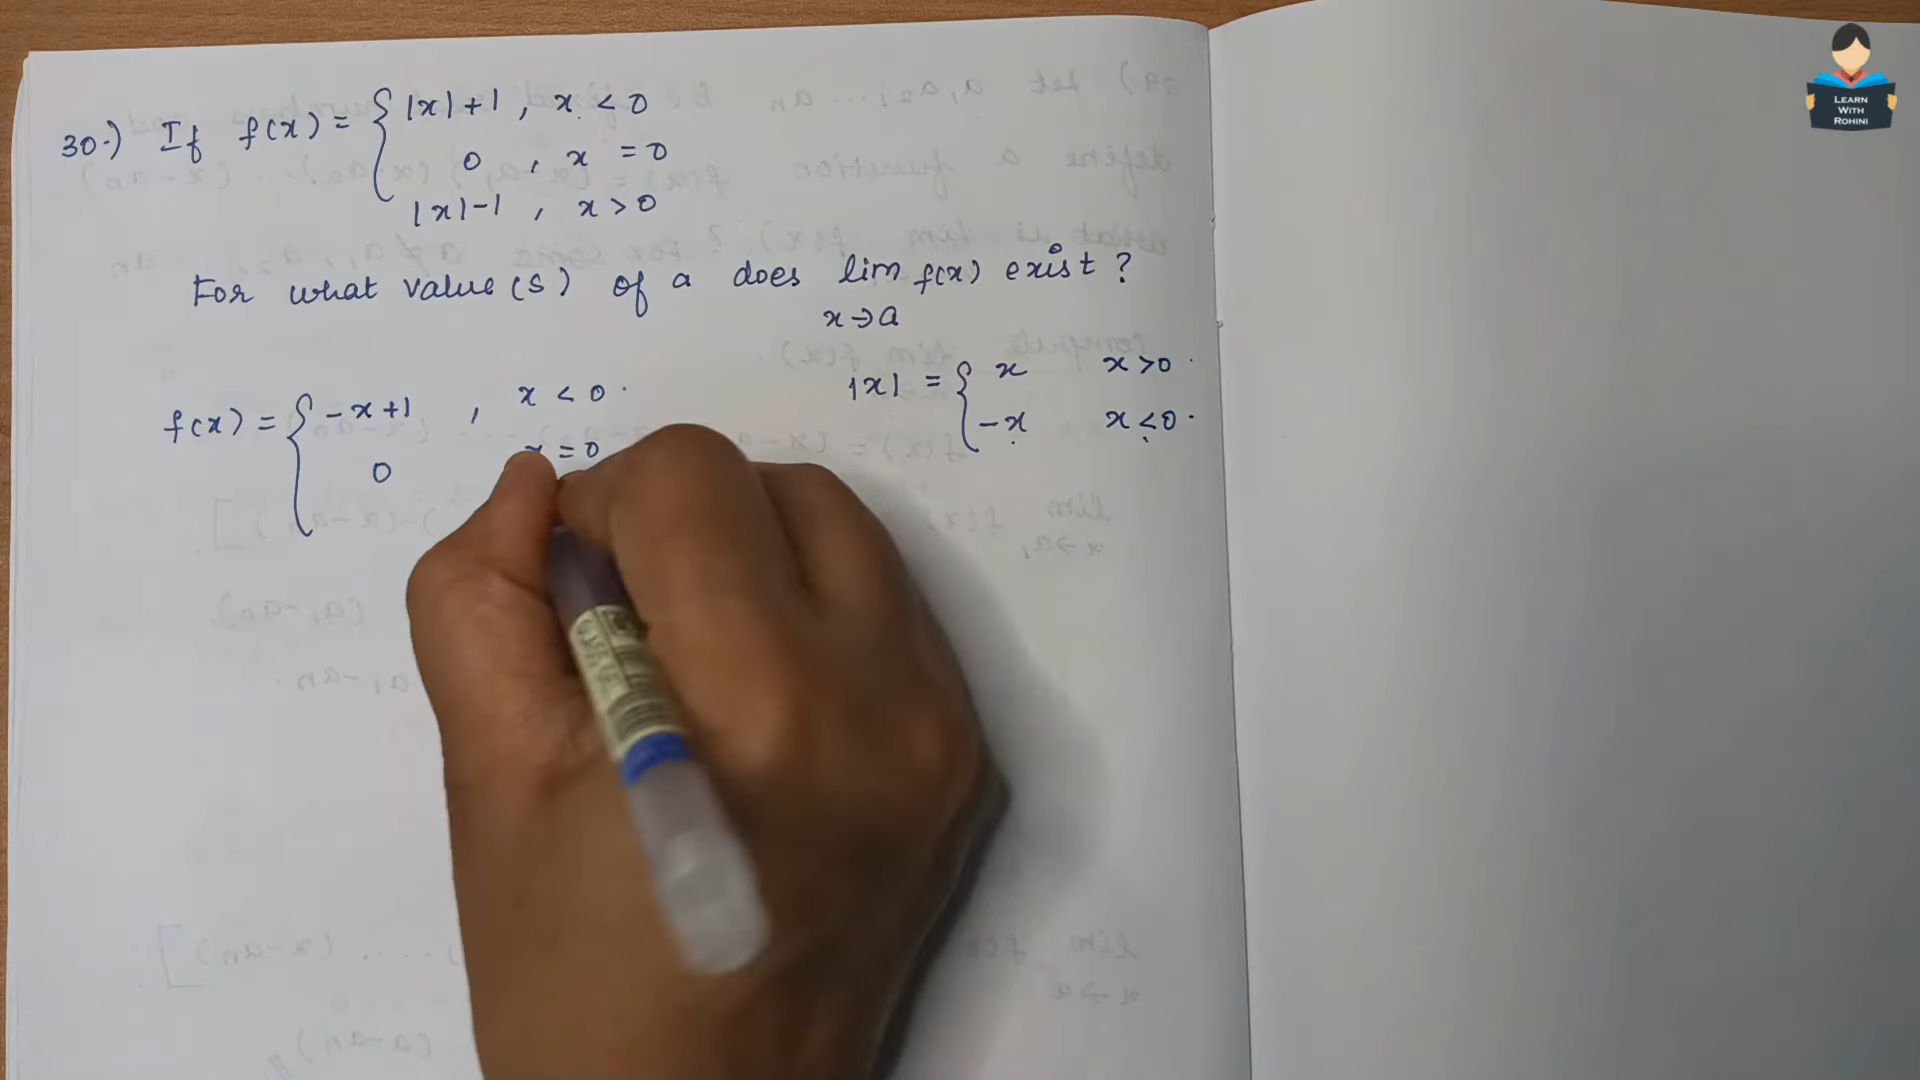 30.) If f(x) = { |x|+1 , x < 0
0 , x = 0
|x|-1 , x > 0
For what value(s) of a does lim f(x) exist ?
x→a
f(x) = { -x+1 , x < 0.
0 x = 0
|x| = { x x > 0.
-x x < 0.
LEARN
WITH
ROHINI